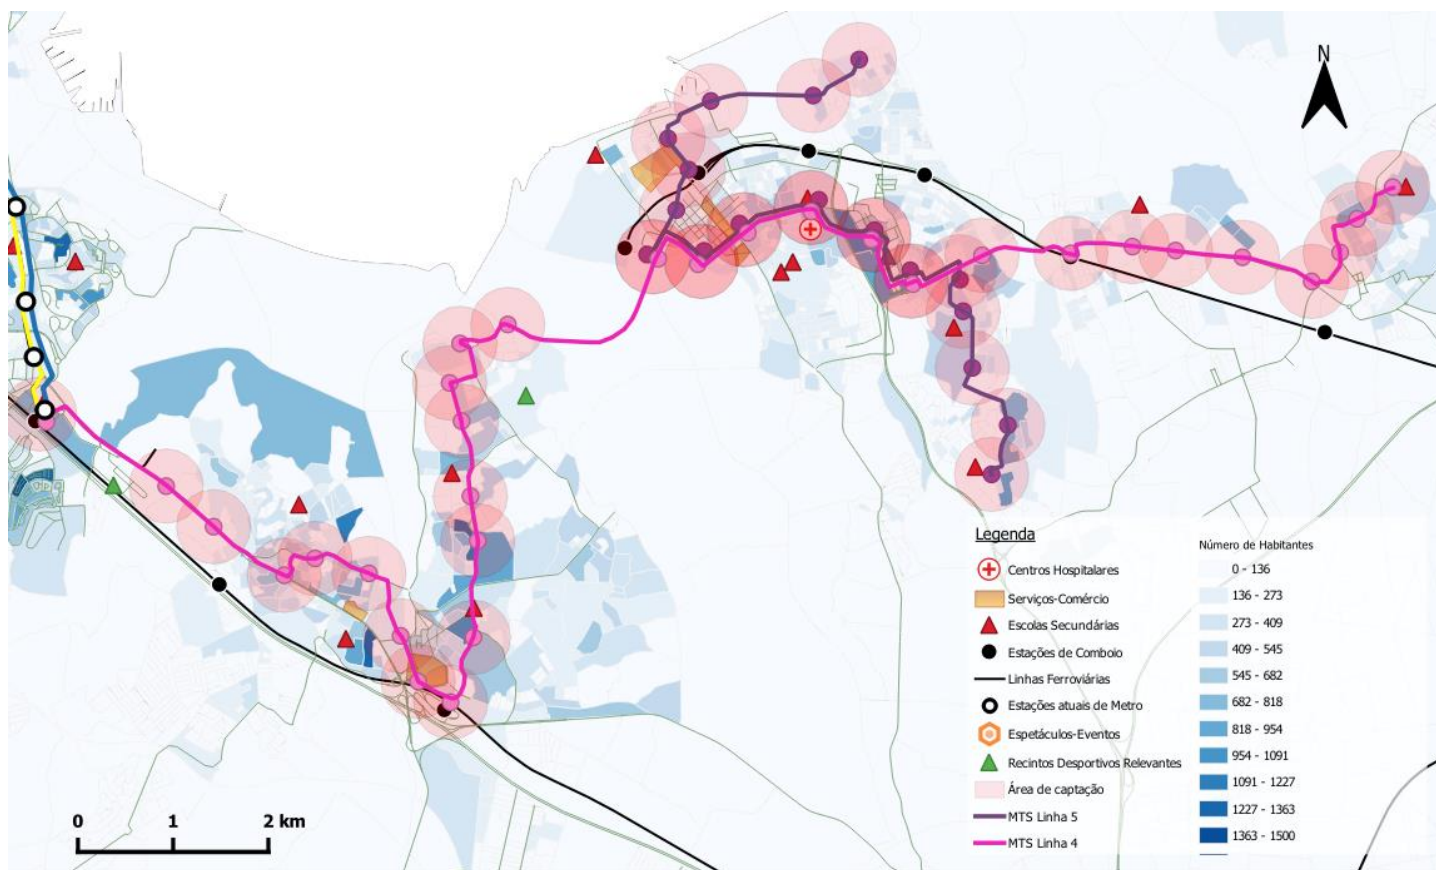 N
Legenda
Centros Hospitalares
Serviços-Comércio
Escolas Secundárias
Estações de Comboio
Linhas Ferroviárias
Estações atuais de Metro
Espetáculos-Eventos
Recintos Desportivos Relevantes
Área de captação
MTS Linha 5
MTS Linha 4
Número de Habitantes
0 - 136
136 - 273
273 - 409
409 - 545
545 - 682
682 - 818
818 - 954
954 - 1091
1091 - 1227
1227 - 1363
1363 - 1500
0 1 2 km